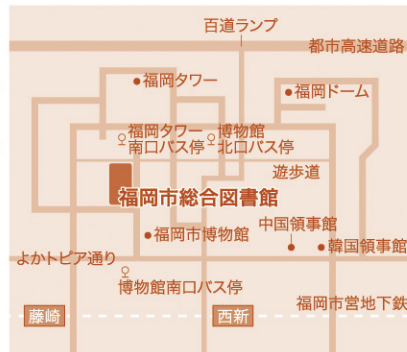 百道ランプ
都市高速道路
福岡タワー
福岡ドーム
福岡タワー
南口バス停
博物館
北口バス停
遊歩道
福岡市総合図書館
中国領事館
福岡市博物館
韓国領事館
よかトピア通り
博物館南口バス停
福岡市営地下鉄
藤崎
西新